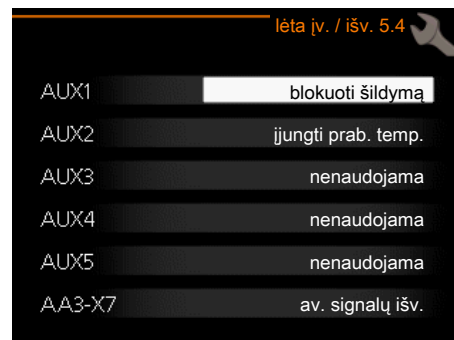 lėta įv. / išv. 5.4
AUX1 blokuoti šildymą
AUX2 įjungti prab. temp.
AUX3 nenaudojama
AUX4 nenaudojama
AUX5 nenaudojama
AA3-X7 av. signalų išv.